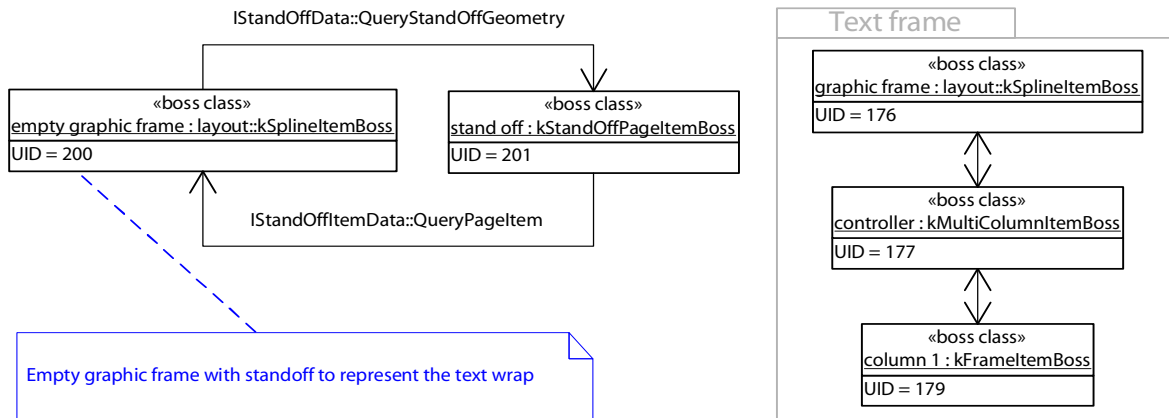 IStandOffData::QueryStandOffGeometry
«boss class»
empty graphic frame : layout::kSplineItemBoss
UID = 200
«boss class»
stand off : kStandOffPageItemBoss
UID = 201
IStandOffItemData::QueryPageItem
Empty graphic frame with standoff to represent the text wrap
Text frame
«boss class»
graphic frame : layout::kSplineItemBoss
UID = 176
«boss class»
controller : kMultiColumnItemBoss
UID = 177
«boss class»
column 1 : kFrameItemBoss
UID = 179